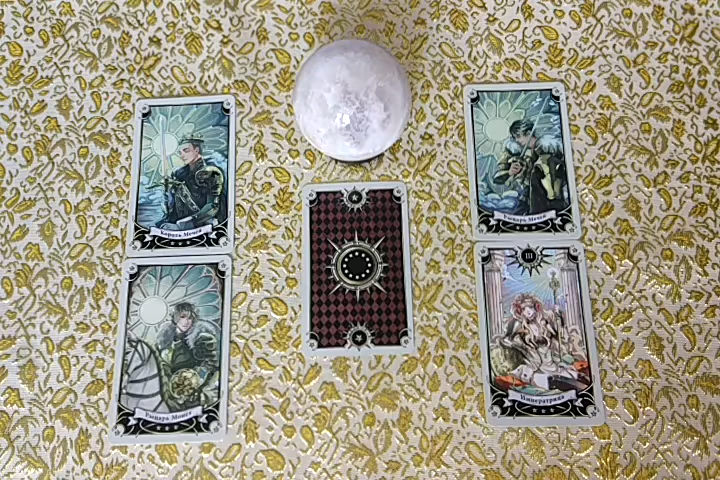 Король Мечей
Рыцарь Мечей
Рыцарь Монет
III
Императрица